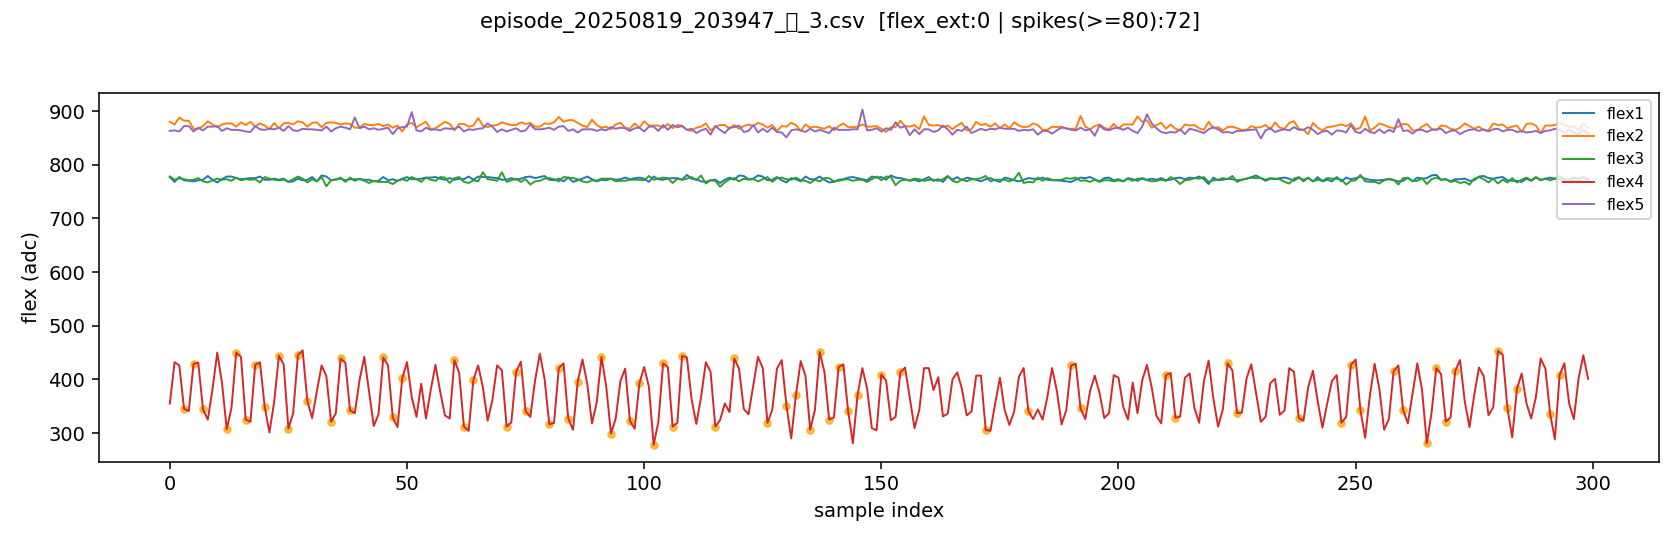 episode_20250819_203947_▯_3.csv [flex_ext:0 | spikes(>=80):72]
flex (adc)
900
800
700
600
500
400
300
flex1
flex2
flex3
flex4
flex5
0 50 100 150 200 250 300
sample index